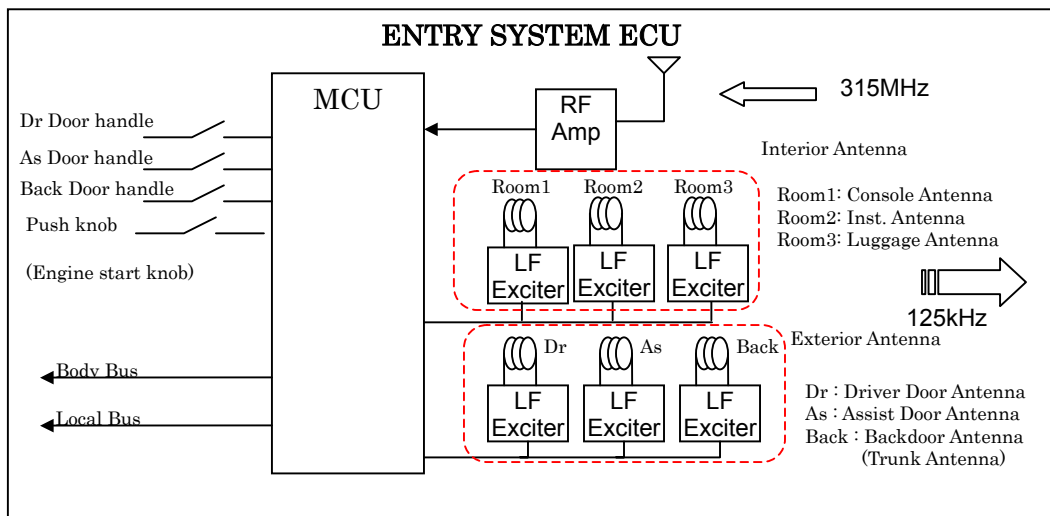 ENTRY SYSTEM ECU
MCU
RF
Amp
315MHz
Dr Door handle
As Door handle
Back Door handle
Push knob
(Engine start knob)
Interior Antenna
Room1
Room2
Room3
LF
Exciter
LF
Exciter
LF
Exciter
Room1: Console Antenna
Room2: Inst. Antenna
Room3: Luggage Antenna
125kHz
Exterior Antenna
Dr
As
Back
LF
Exciter
LF
Exciter
LF
Exciter
Dr : Driver Door Antenna
As : Assist Door Antenna
Back : Backdoor Antenna
(Trunk Antenna)
Body Bus
Local Bus